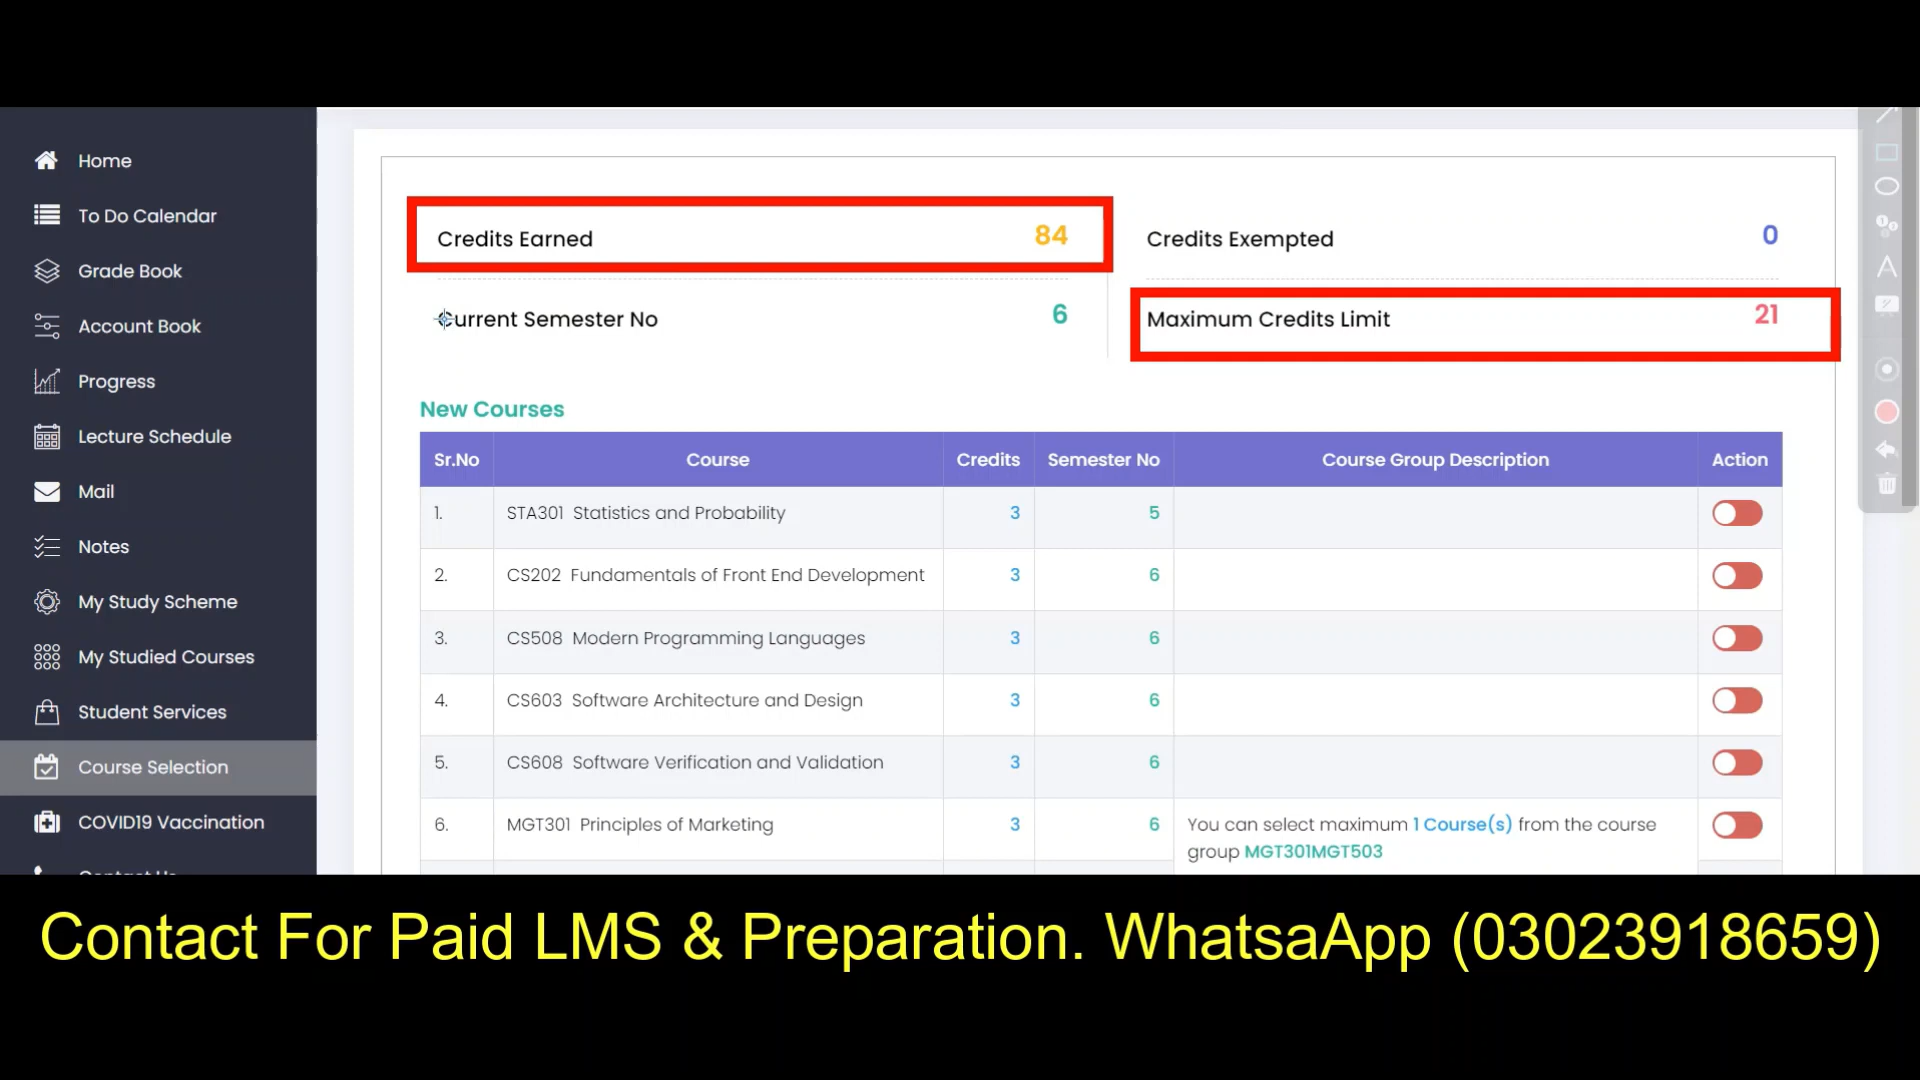 Home
To Do Calendar
Grade Book
Account Book
Progress
Lecture Schedule
Mail
Notes
My Study Scheme
My Studied Courses
Student Services
Course Selection
COVID19 Vaccination
Credits Earned 84
Credits Exempted 0
Current Semester No 6
Maximum Credits Limit 21
New Courses
Sr.No Course Credits Semester No Course Group Description Action
1. STA301 Statistics and Probability 3 5
2. CS202 Fundamentals of Front End Development 3 6
3. CS508 Modern Programming Languages 3 6
4. CS603 Software Architecture and Design 3 6
5. CS608 Software Verification and Validation 3 6
6. MGT301 Principles of Marketing 3 6 You can select maximum 1 Course(s) from the course
group MGT301MGT503
Contact For Paid LMS & Preparation. WhatsaApp (03023918659)